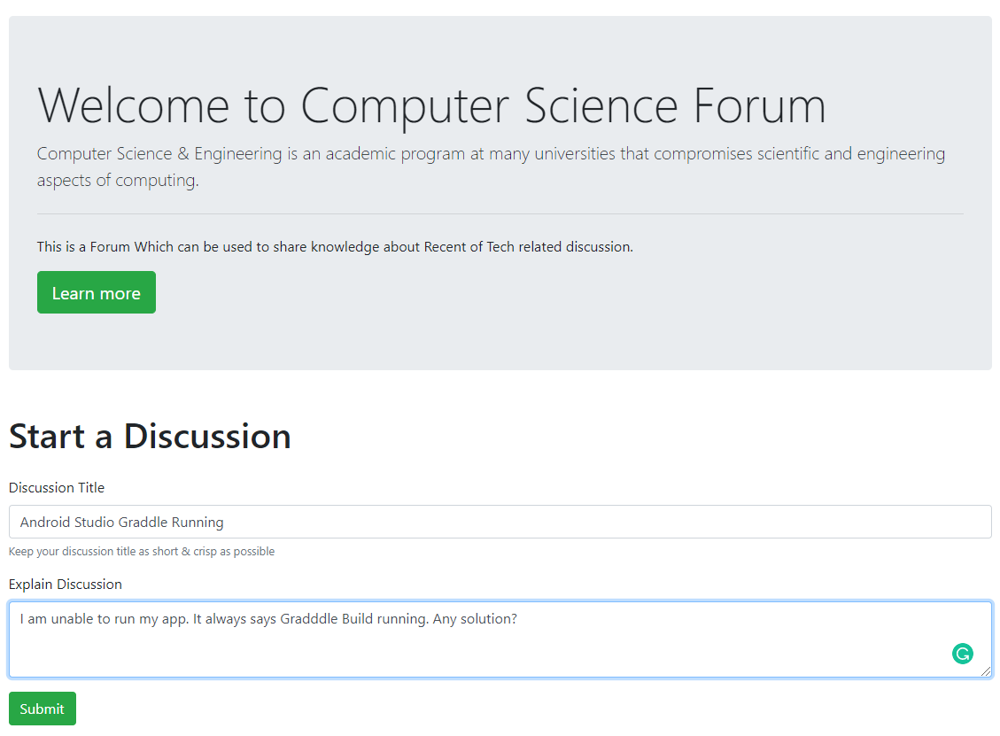 Welcome to Computer Science Forum
Computer Science & Engineering is an academic program at many universities that compromises scientific and engineering
aspects of computing.
This is a Forum Which can be used to share knowledge about Recent of Tech related discussion.
Learn more
Start a Discussion
Discussion Title
Android Studio Graddle Running
Keep your discussion title as short & crisp as possible
Explain Discussion
I am unable to run my app. It always says Gradddle Build running. Any solution?
Submit